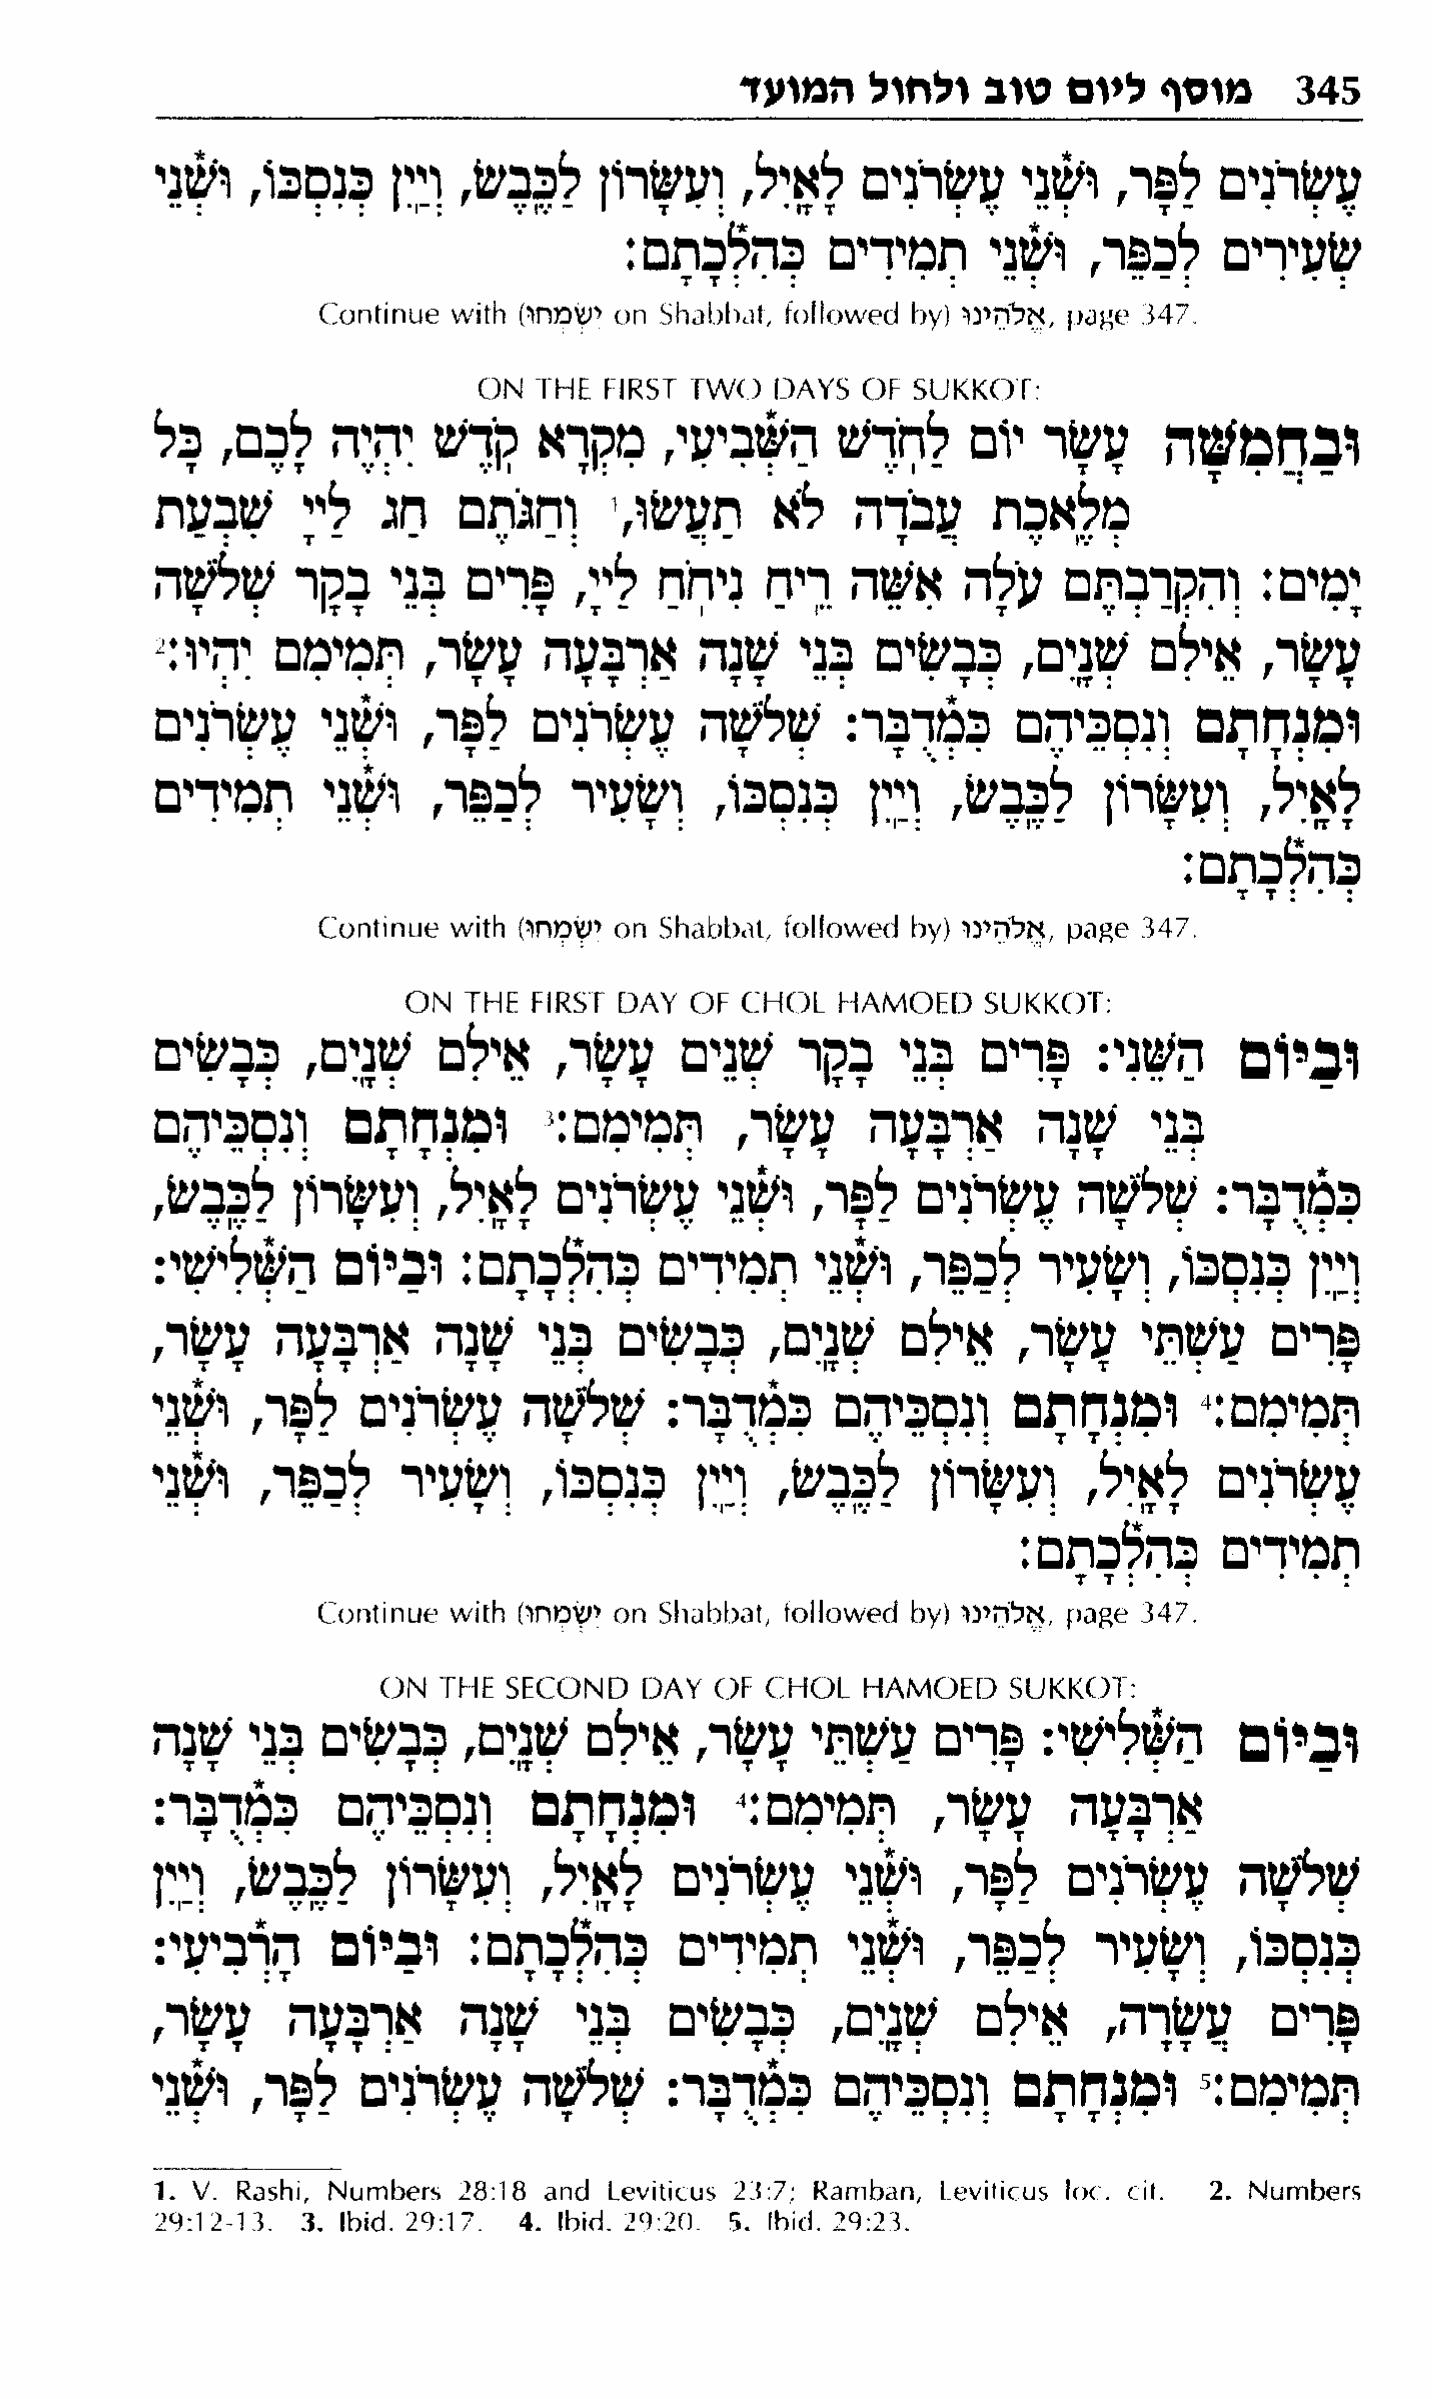 345 מוסף ליום טוב ולחול המועד
עֶשְׂרֹנִים לַפָּר, וּשְׁ֯נֵי עֶשְׂרֹנִים לָאָֽיִל, וְעִשָּׂרוֹן לַכֶּֽבֶשׂ, וְיַֽיִן כְּנִסְכּוֹ, וּשְׁ֯נֵי
שְׂעִירִים לְכַפֵּר, וּשְׁ֯נֵי תְמִידִים כְּהִלְ֯כָתָם:
Continue with (יִשְׂמְחוּ on Shabbat, followed by) אֱלֹהֵינוּ, page 347.
ON THE FIRST TWO DAYS OF SUKKOT:
וּבַחֲמִשָּׁה עָשָׂר יוֹם לַחֹֽדֶשׁ הַשְּׁ֯בִיעִי, מִקְרָא קֹֽדֶשׁ יִהְיֶה לָכֶם, כָּל
מְלֶֽאכֶת עֲבֹדָה לֹא תַעֲשׂוּ,¹ וְחַגֹּתֶם חַג לַיְיָ שִׁבְעַת
יָמִים: וְהִקְרַבְתֶּם עֹלָה אִשֵּׁה רֵֽיחַ נִיחֹֽחַ לַיְיָ, פָּרִים בְּנֵי בָקָר שְׁלֹשָׁה
עָשָׂר, אֵילִם שְׁנָֽיִם, כְּבָשִׂים בְּנֵי שָׁנָה אַרְבָּעָה עָשָׂר, תְּמִימִם יִהְיוּ:²
וּמִנְחָתָם וְנִסְכֵּיהֶם כִּמְ֯דֻבָּר: שְׁלֹשָׁה עֶשְׂרֹנִים לַפָּר, וּשְׁ֯נֵי עֶשְׂרֹנִים
לָאָֽיִל, וְעִשָּׂרוֹן לַכֶּֽבֶשׂ, וְיַֽיִן כְּנִסְכּוֹ, וְשָׂעִיר לְכַפֵּר, וּשְׁ֯נֵי תְמִידִים
כְּהִלְ֯כָתָם:
Continue with (יִשְׂמְחוּ on Shabbat, followed by) אֱלֹהֵינוּ, page 347.
ON THE FIRST DAY OF CHOL HAMOED SUKKOT:
וּבַיּוֹם הַשֵּׁנִי: פָּרִים בְּנֵי בָקָר שְׁנֵים עָשָׂר, אֵילִם שְׁנָֽיִם, כְּבָשִׂים
בְּנֵי שָׁנָה אַרְבָּעָה עָשָׂר, תְּמִימִם:³ וּמִנְחָתָם וְנִסְכֵּיהֶם
כִּמְ֯דֻבָּר: שְׁלֹשָׁה עֶשְׂרֹנִים לַפָּר, וּשְׁ֯נֵי עֶשְׂרֹנִים לָאָֽיִל, וְעִשָּׂרוֹן לַכֶּֽבֶשׂ,
וְיַֽיִן כְּנִסְכּוֹ, וְשָׂעִיר לְכַפֵּר, וּשְׁ֯נֵי תְמִידִים כְּהִלְ֯כָתָם: וּבַיּוֹם הַשְּׁ֯לִישִׁי:
פָּרִים עַשְׁתֵּי עָשָׂר, אֵילִם שְׁנָֽיִם, כְּבָשִׂים בְּנֵי שָׁנָה אַרְבָּעָה עָשָׂר,
תְּמִימִם:⁴ וּמִנְחָתָם וְנִסְכֵּיהֶם כִּמְ֯דֻבָּר: שְׁלֹשָׁה עֶשְׂרֹנִים לַפָּר, וּשְׁ֯נֵי
עֶשְׂרֹנִים לָאָֽיִל, וְעִשָּׂרוֹן לַכֶּֽבֶשׂ, וְיַֽיִן כְּנִסְכּוֹ, וְשָׂעִיר לְכַפֵּר, וּשְׁ֯נֵי
תְמִידִים כְּהִלְ֯כָתָם:
Continue with (יִשְׂמְחוּ on Shabbat, followed by) אֱלֹהֵינוּ, page 347.
ON THE SECOND DAY OF CHOL HAMOED SUKKOT:
וּבַיּוֹם הַשְּׁ֯לִישִׁי: פָּרִים עַשְׁתֵּי עָשָׂר, אֵילִם שְׁנָֽיִם, כְּבָשִׂים בְּנֵי שָׁנָה
אַרְבָּעָה עָשָׂר, תְּמִימִם:⁴ וּמִנְחָתָם וְנִסְכֵּיהֶם כִּמְ֯דֻבָּר:
שְׁלֹשָׁה עֶשְׂרֹנִים לַפָּר, וּשְׁ֯נֵי עֶשְׂרֹנִים לָאָֽיִל, וְעִשָּׂרוֹן לַכֶּֽבֶשׂ, וְיַֽיִן
כְּנִסְכּוֹ, וְשָׂעִיר לְכַפֵּר, וּשְׁ֯נֵי תְמִידִים כְּהִלְ֯כָתָם: וּבַיּוֹם הָרְ֯בִיעִי:
פָּרִים עֲשָׂרָה, אֵילִם שְׁנָֽיִם, כְּבָשִׂים בְּנֵי שָׁנָה אַרְבָּעָה עָשָׂר,
תְּמִימִם:⁵ וּמִנְחָתָם וְנִסְכֵּיהֶם כִּמְ֯דֻבָּר: שְׁלֹשָׁה עֶשְׂרֹנִים לַפָּר, וּשְׁ֯נֵי
1. V. Rashi, Numbers 28:18 and Leviticus 23:7; Ramban, Leviticus loc. cit. 2. Numbers
29:12-13. 3. Ibid. 29:17. 4. Ibid. 29:20. 5. Ibid. 29:23.